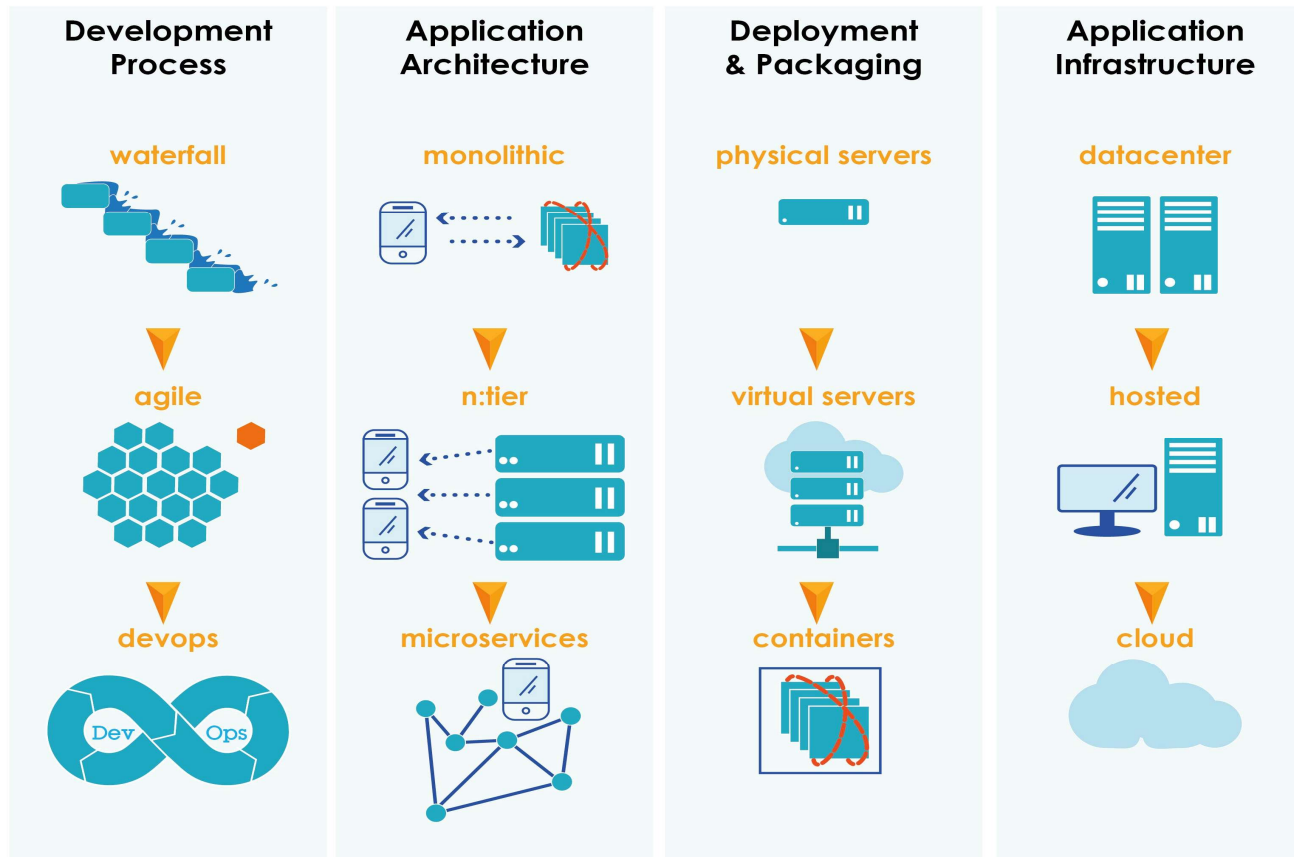 Development
Process
waterfall
agile
devops
Dev
Ops
Application
Architecture
monolithic
n:tier
microservices
Deployment
& Packaging
physical servers
virtual servers
containers
Application
Infrastructure
datacenter
hosted
cloud